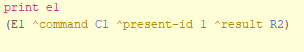 print e1
(E1 ^command C1 ^present-id 1 ^result R2)